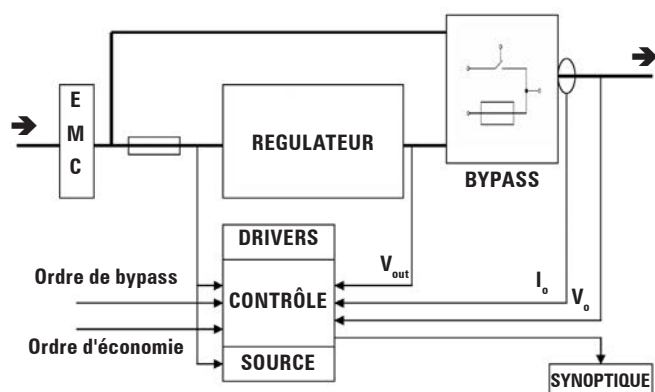 E
M
C
REGULATEUR
BYPASS
DRIVERS
Vout
Ordre de bypass
CONTRÔLE
Io
Vo
Ordre d'économie
SOURCE
SYNOPTIQUE